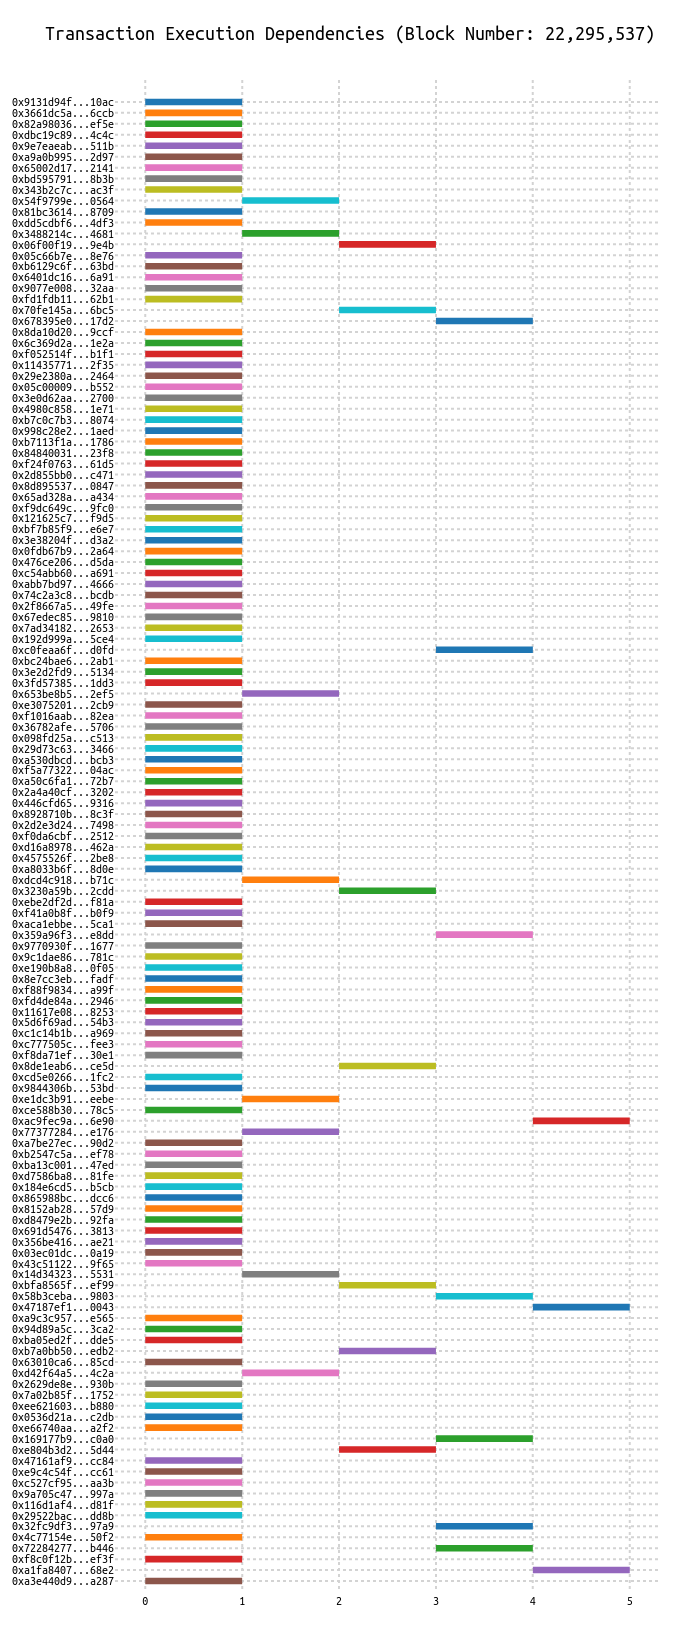 Transaction Execution Dependencies (Block Number: 22,295,537)
0x9131d94f...10ac
0x3661dc5a...6ccb
0x82a98036...ef5e
0xdbc19c89...4c4c
0x9e7eaeab...511b
0xa9a0b995...2d97
0x65002d17...2141
0xbd595791...8b3b
0x343b2c7c...ac3f
0x54f9799e...0564
0x81bc3614...8709
0xdd5cdbf6...4df3
0x3488214c...4681
0x06f00f19...9e4b
0x05c66b7e...8e76
0xb6129c6f...63bd
0x6401dc16...6a91
0x9077e008...32aa
0xfd1fdb11...62b1
0x70fe145a...6bc5
0x678395e0...17d2
0x8da10d20...9ccf
0x6c369d2a...1e2a
0xf052514f...b1f1
0x11435771...2f35
0x29e2380a...2464
0x05c00009...b552
0x3e0d62aa...2700
0x4980c858...1e71
0xb7c0c7b3...8074
0x998c28e2...1aed
0xb7113f1a...1786
0x84840031...23f8
0xf24f0763...61d5
0x2d855bb0...c471
0x8d895537...0847
0x65ad328a...a434
0xf9dc649c...9fc0
0x121625c7...f9d5
0xbf7b85f9...e6e7
0x3e38204f...d3a2
0x0fdb67b9...2a64
0x476ce206...d5da
0xc54abb60...a691
0xabb7bd97...4666
0x74c2a3c8...bcdb
0x2f8667a5...49fe
0x67edec85...9810
0x7ad34182...2653
0x192d999a...5ce4
0xc0feaa6f...d0fd
0xbc24bae6...2ab1
0x3e2d2fd9...5134
0x3fd57385...1dd3
0x653be8b5...2ef5
0xe3075201...2cb9
0xf1016aab...82ea
0x36782afe...5706
0x098fd25a...c513
0x29d73c63...3466
0xa530dbcd...bcb3
0xf5a77322...04ac
0xa50c6fa1...72b7
0x2a4a40cf...3202
0x446cfd65...9316
0x8928710b...8c3f
0x2d2e3d24...7498
0xf0da6cbf...2512
0xd16a8978...462a
0x4575526f...2be8
0xa8033b6f...8d0e
0xdcd4c918...b71c
0x3230a59b...2cdd
0xebe2df2d...f81a
0xf41a0b8f...b0f9
0xaca1ebbe...5ca1
0x359a96f3...e8dd
0x9770930f...1677
0x9c1dae86...781c
0xe190b8a8...0f05
0x8e7cc3eb...fadf
0xf88f9834...a99f
0xfd4de84a...2946
0x11617e08...8253
0x5d6f69ad...54b3
0xc1c14b1b...a969
0xc777505c...fee3
0xf8da71ef...30e1
0x8de1eab6...ce5d
0xcd5e0266...1fc2
0x9844306b...53bd
0xe1dc3b91...eebe
0xce588b30...78c5
0xac9fec9a...6e90
0x77377284...e176
0xa7be27ec...90d2
0xb2547c5a...ef78
0xba13c001...47ed
0xd7586ba8...81fe
0x184e6cd5...b5cb
0x865988bc...dcc6
0x8152ab28...57d9
0xd8479e2b...92fa
0x691d5476...3813
0x356be416...ae21
0x03ec01dc...0a19
0x43c51122...9f65
0x14d34323...5531
0xbfa8565f...ef99
0x58b3ceba...9803
0x47187ef1...0043
0xa9c3c957...e565
0x94d89a5c...3ca2
0xba05ed2f...dde5
0xb7a0bb50...edb2
0x63010ca6...85cd
0xd42f64a5...4c2a
0x2629de8e...930b
0x7a02b85f...1752
0xee621603...b880
0x0536d21a...c2db
0xe66740aa...a2f2
0x169177b9...c0a0
0xe804b3d2...5d44
0x47161af9...cc84
0xe9c4c54f...cc61
0xc527cf95...aa3b
0x9a705c47...997a
0x116d1af4...d81f
0x29522bac...dd8b
0x32fc9df3...97a9
0x4c77154e...50f2
0x72284277...b446
0xf8c0f12b...ef3f
0xa1fa8407...68e2
0xa3e440d9...a287
0 1 2 3 4 5